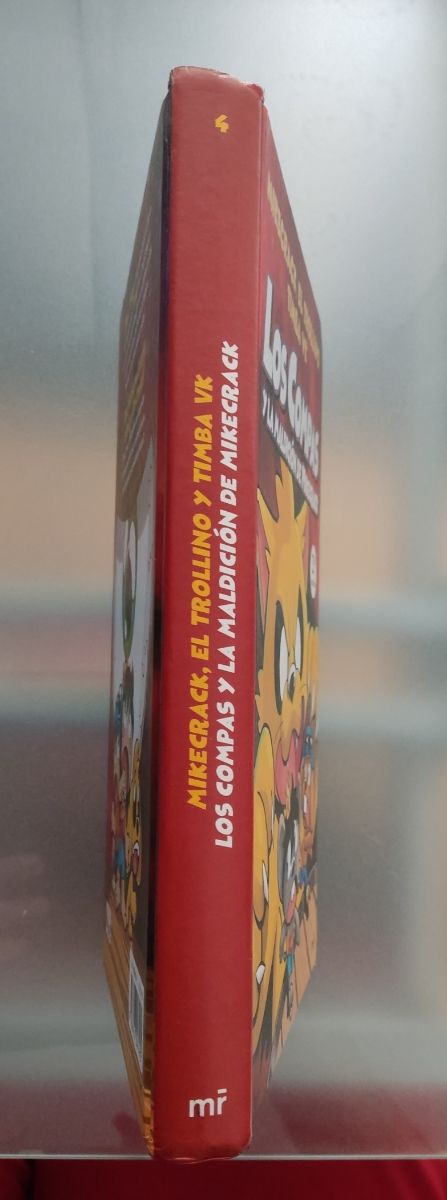 4
MIKECRACK, EL TROLLINO Y TIMBA VK
LOS COMPAS Y LA MALDICIÓN DE MIKECRACK
mr
LOS COMPAS